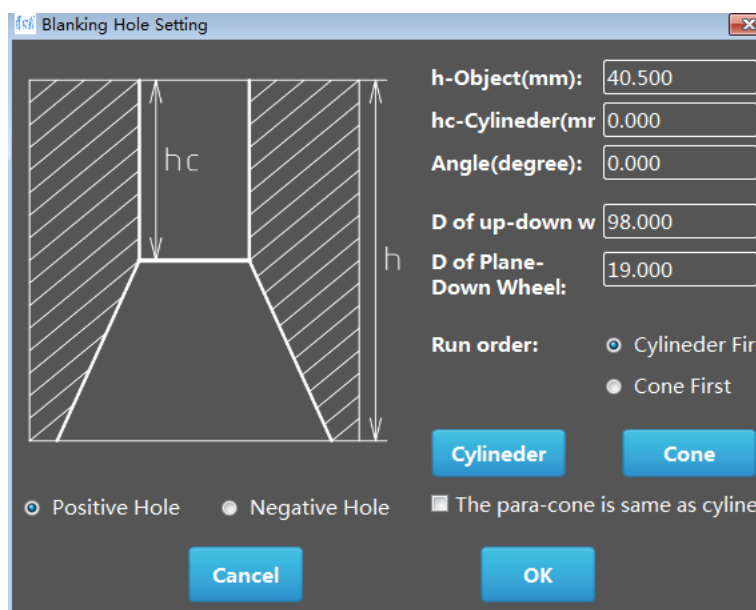 Blanking Hole Setting
hc
h
h-Object(mm): 40.500
hc-Cylineder(mr 0.000
Angle(degree): 0.000
D of up-down w 98.000
D of Plane-
Down Wheel: 19.000
Run order: Cylineder Fir
Cone First
Cylineder Cone
Positive Hole Negative Hole The para-cone is same as cyline
Cancel OK